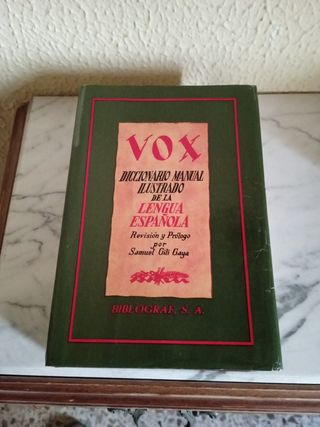 VOX
DICCIONARIO MANUAL
ILUSTRADO
DE LA
LENGUA
ESPAÑOLA
Revisión y Prólogo
por
Samuel Gili Gaya
BIBLOGRAF, S. A.